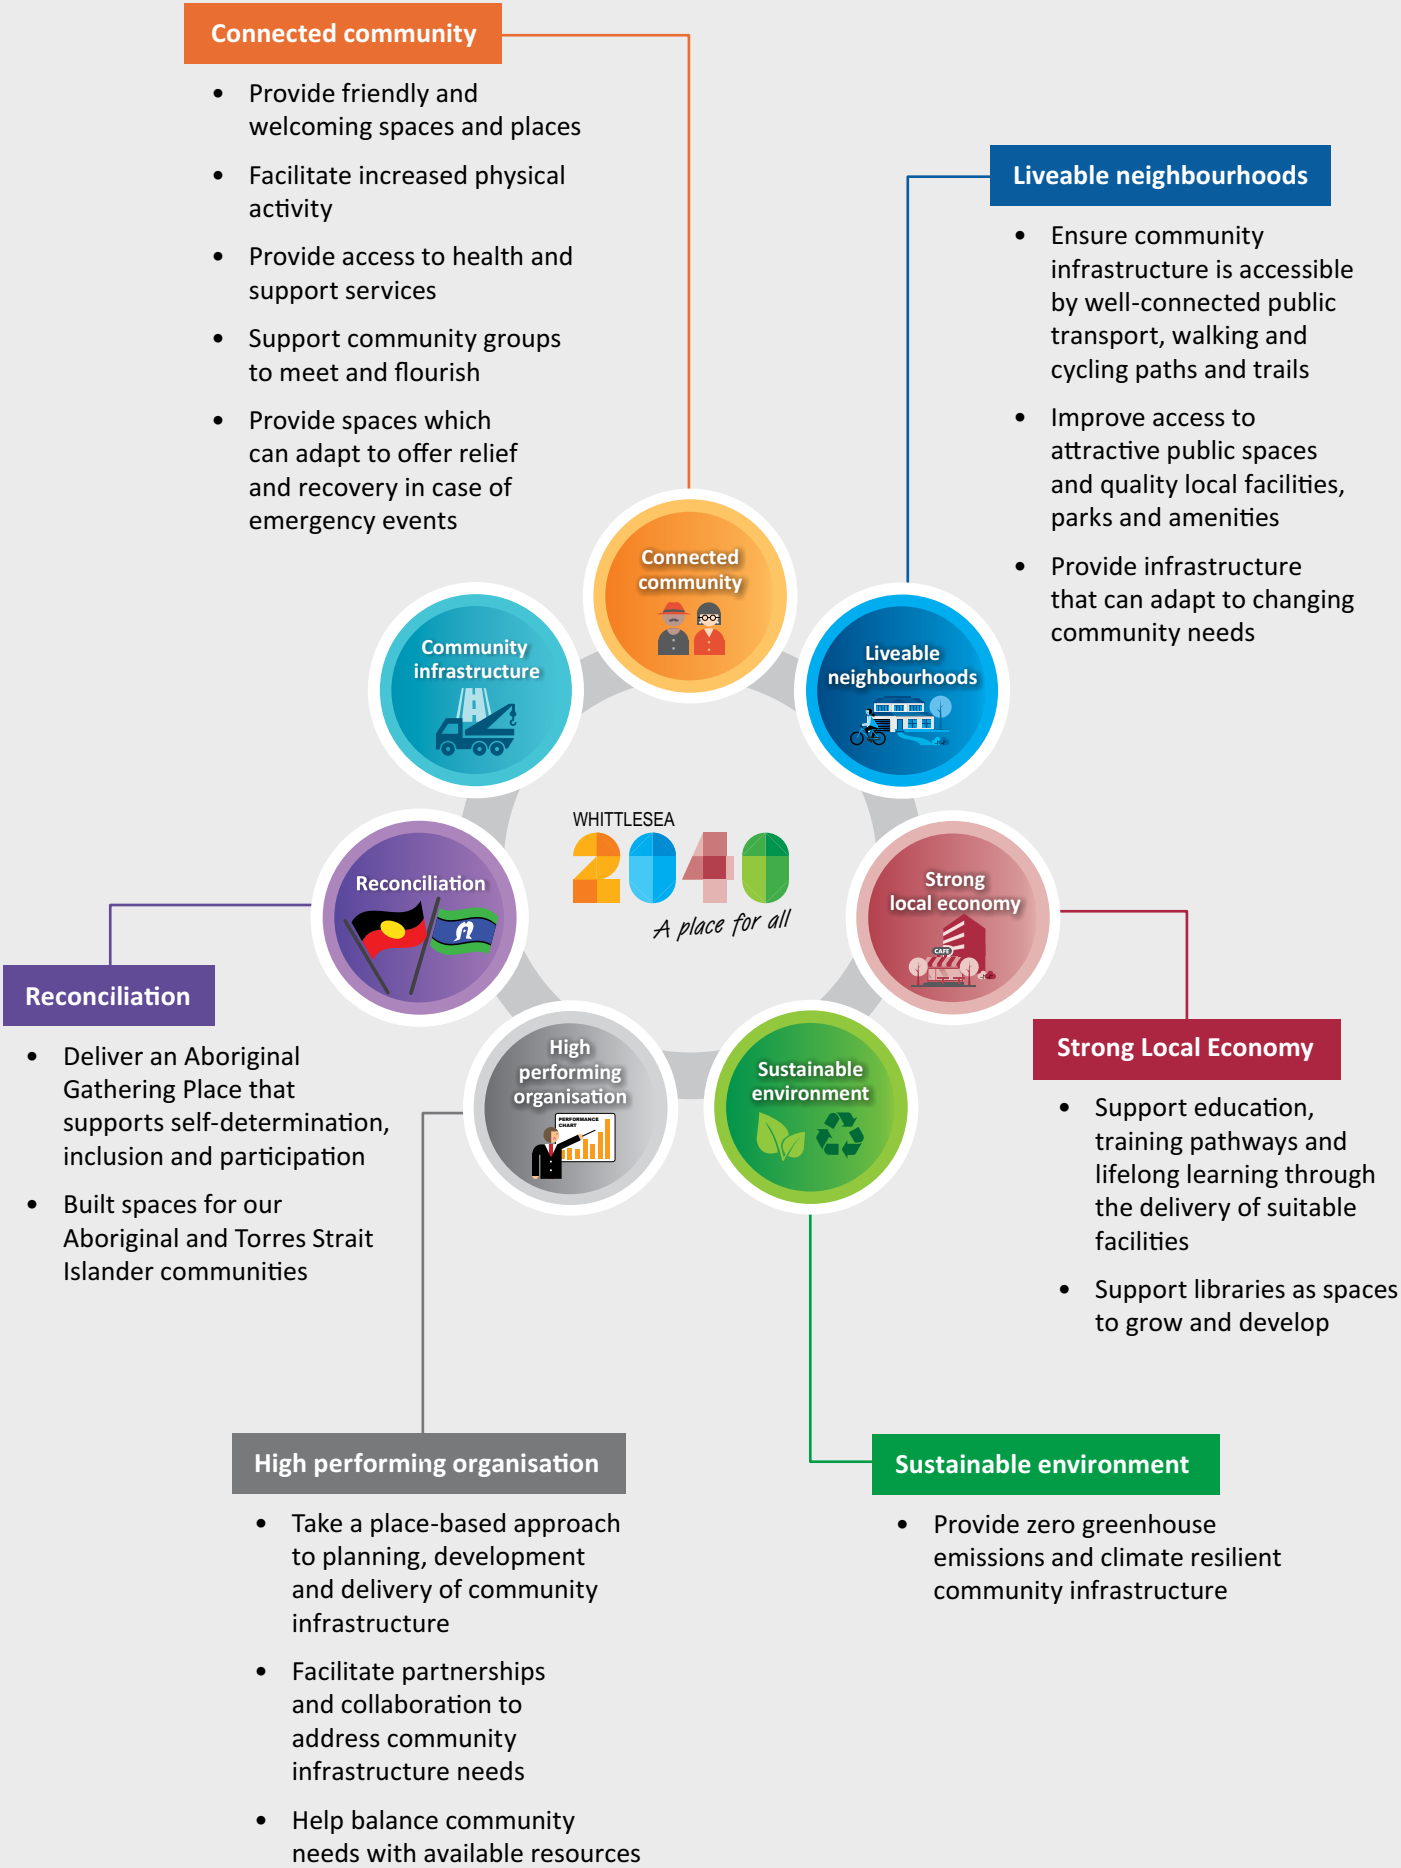 Connected community
• Provide friendly and
welcoming spaces and places
• Facilitate increased physical
activity
• Provide access to health and
support services
• Support community groups
to meet and flourish
• Provide spaces which
can adapt to offer relief
and recovery in case of
emergency events
Liveable neighbourhoods
• Ensure community
infrastructure is accessible
by well-connected public
transport, walking and
cycling paths and trails
• Improve access to
attractive public spaces
and quality local facilities,
parks and amenities
• Provide infrastructure
that can adapt to changing
community needs
Connected
community
Community
infrastructure
Liveable
neighbourhoods
WHITTLESEA
2040
A place for all
Reconciliation
Strong
local economy
CAFE
High
performing
organisation
PERFORMANCE
CHART
Sustainable
environment
Reconciliation
• Deliver an Aboriginal
Gathering Place that
supports self-determination,
inclusion and participation
• Built spaces for our
Aboriginal and Torres Strait
Islander communities
Strong Local Economy
• Support education,
training pathways and
lifelong learning through
the delivery of suitable
facilities
• Support libraries as spaces
to grow and develop
High performing organisation
• Take a place-based approach
to planning, development
and delivery of community
infrastructure
• Facilitate partnerships
and collaboration to
address community
infrastructure needs
• Help balance community
needs with available resources
Sustainable environment
• Provide zero greenhouse
emissions and climate resilient
community infrastructure